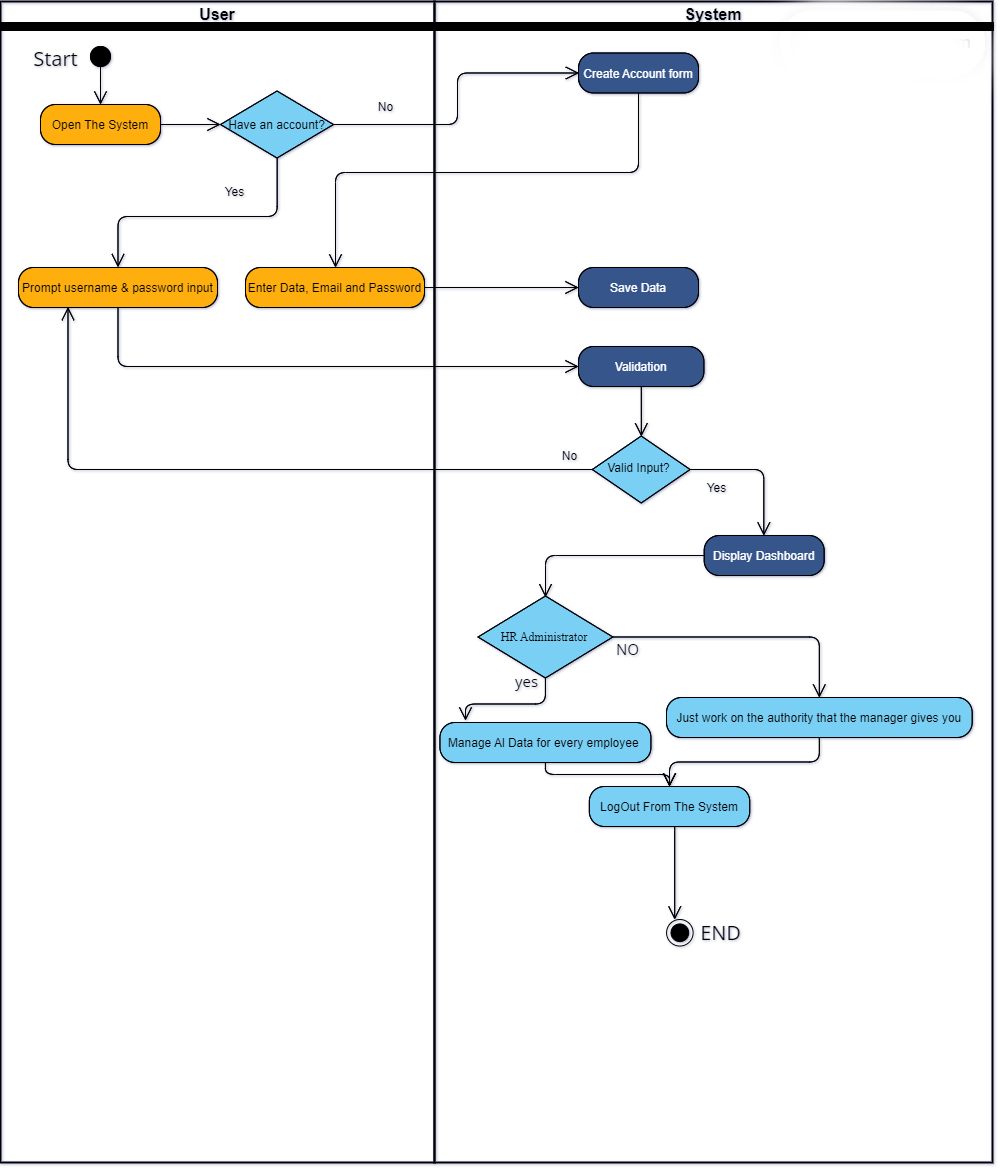 User
System
Start
Create Account form
No
Open The System
Have an account?
Yes
Prompt username & password input
Enter Data, Email and Password
Save Data
Validation
No
Valid Input?
Yes
Display Dashboard
HR Administrator
NO
yes
Just work on the authority that the manager gives you
Manage AI Data for every employee
LogOut From The System
END